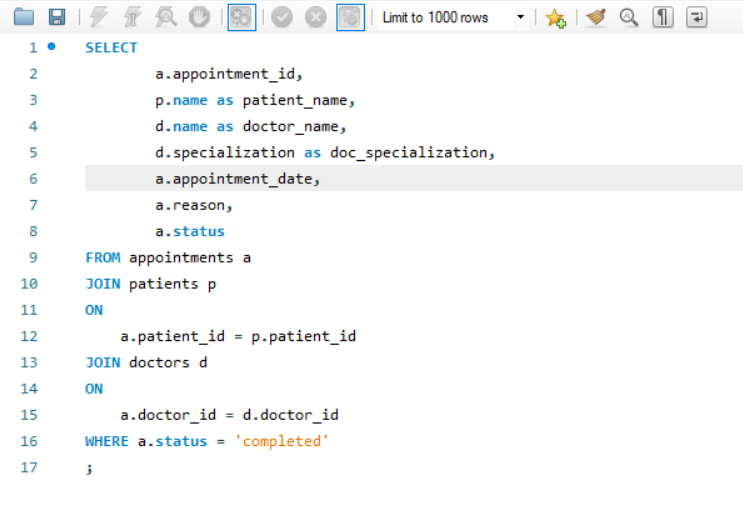 Limit to 1000 rows
1 SELECT
2 a.appointment_id,
3 p.name as patient_name,
4 d.name as doctor_name,
5 d.specialization as doc_specialization,
6 a.appointment_date,
7 a.reason,
8 a.status
9 FROM appointments a
10 JOIN patients p
11 ON
12 a.patient_id = p.patient_id
13 JOIN doctors d
14 ON
15 a.doctor_id = d.doctor_id
16 WHERE a.status = 'completed'
17 ;